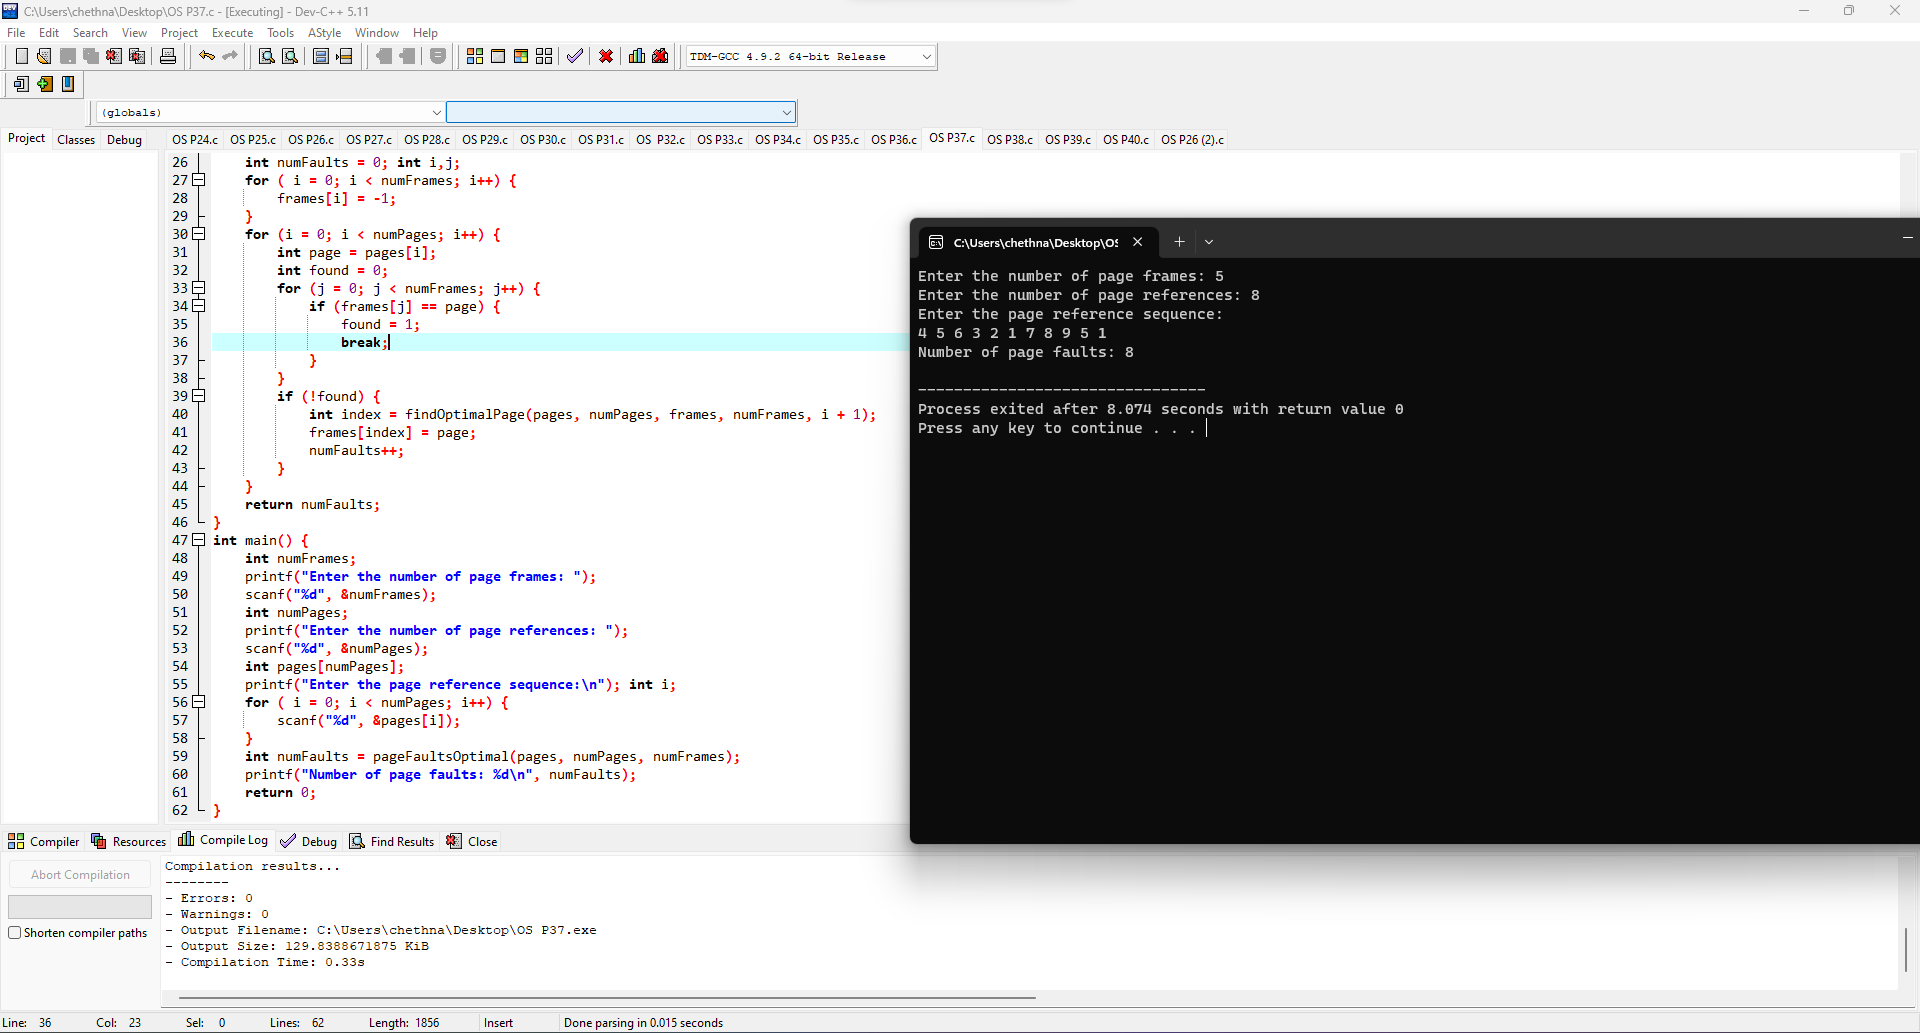 C:\Users\chethna\Desktop\OS P37.c - [Executing] - Dev-C++ 5.11
File Edit Search View Project Execute Tools AStyle Window Help
TDM-GCC 4.9.2 64-bit Release
(globals)
Project Classes Debug
OS P24.c OS P25.c OS P26.c OS P27.c OS P28.c OS P29.c OS P30.c OS P31.c OS P32.c OS P33.c OS P34.c OS P35.c OS P36.c OS P37.c OS P38.c OS P39.c OS P40.c OS P26 (2).c
26 int numFaults = 0; int i,j;
27 for ( i = 0; i < numFrames; i++) {
28 frames[i] = -1;
29 }
30 for (i = 0; i < numPages; i++) {
31 int page = pages[i];
32 int found = 0;
33 for (j = 0; j < numFrames; j++) {
34 if (frames[j] == page) {
35 found = 1;
36 break;
37 }
38 }
39 if (!found) {
40 int index = findOptimalPage(pages, numPages, frames, numFrames, i + 1);
41 frames[index] = page;
42 numFaults++;
43 }
44 }
45 return numFaults;
46 }
47 int main() {
48 int numFrames;
49 printf("Enter the number of page frames: ");
50 scanf("%d", &numFrames);
51 int numPages;
52 printf("Enter the number of page references: ");
53 scanf("%d", &numPages);
54 int pages[numPages];
55 printf("Enter the page reference sequence:\n"); int i;
56 for ( i = 0; i < numPages; i++) {
57 scanf("%d", &pages[i]);
58 }
59 int numFaults = pageFaultsOptimal(pages, numPages, numFrames);
60 printf("Number of page faults: %d\n", numFaults);
61 return 0;
62 }
C:\Users\chethna\Desktop\OS
Enter the number of page frames: 5
Enter the number of page references: 8
Enter the page reference sequence:
4 5 6 3 2 1 7 8 9 5 1
Number of page faults: 8
--------------------------------
Process exited after 8.074 seconds with return value 0
Press any key to continue . . .
Compiler Resources Compile Log Debug Find Results Close
Abort Compilation
Shorten compiler paths
Compilation results...
--------
- Errors: 0
- Warnings: 0
- Output Filename: C:\Users\chethna\Desktop\OS P37.exe
- Output Size: 129.8388671875 KiB
- Compilation Time: 0.33s
Line: 36 Col: 23 Sel: 0 Lines: 62 Length: 1856 Insert Done parsing in 0.015 seconds